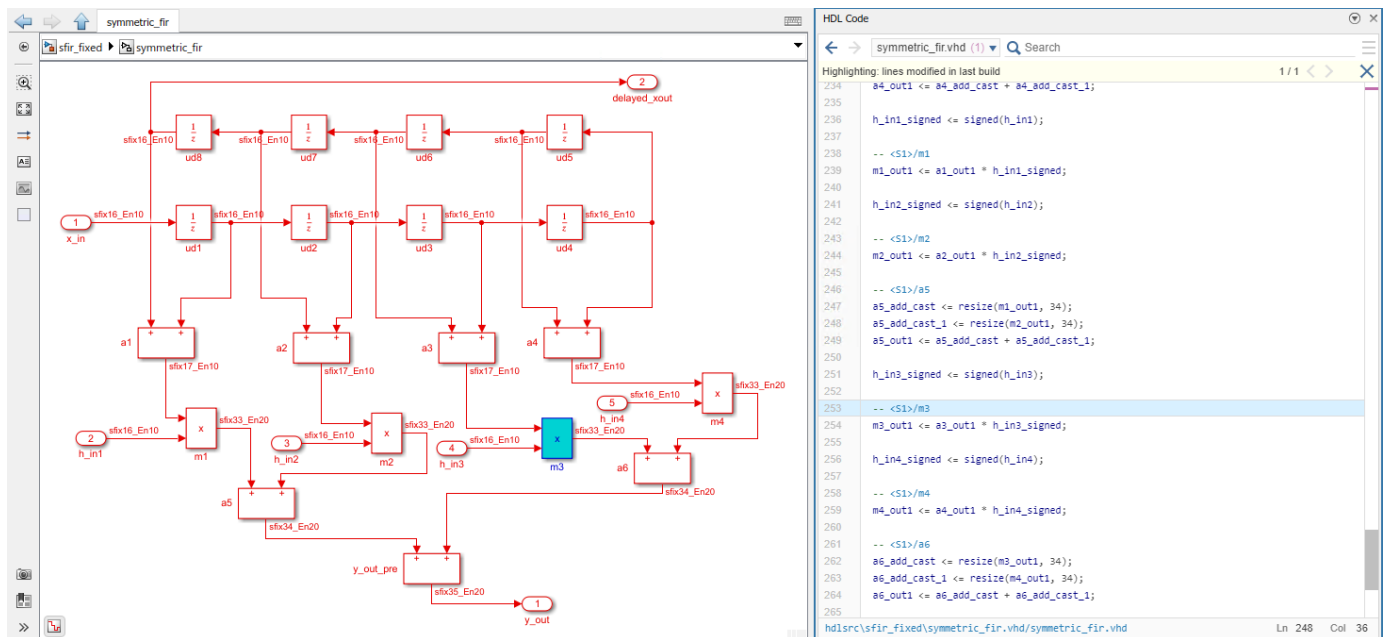 symmetric_fir
sfir_fixed ▶ symmetric_fir
2
delayed_xout
sfix16_En10 1/z sfix16_En10 1/z sfix16_En10 1/z sfix16_En10 1/z
ud8 ud7 ud6 ud5
1 sfix16_En10 1/z sfix16_En10 1/z sfix16_En10 1/z sfix16_En10 1/z sfix16_En10
x_in ud1 ud2 ud3 ud4
a1 + + a2 + + a3 + + a4 + +
sfix17_En10 sfix17_En10 sfix17_En10 sfix17_En10
sfix16_En10 5 x sfix33_En20
h_in4 m4
2 sfix16_En10 x sfix33_En20
h_in1 m1
3 sfix16_En10 x sfix33_En20
h_in2 m2
4 sfix16_En10 x sfix33_En20
h_in3 m3
a6 + +
sfix34_En20
a5 + +
sfix34_En20
y_out_pre + +
sfix35_En20
1
y_out
HDL Code
symmetric_fir.vhd (1) Search
Highlighting: lines modified in last build 1 / 1
234 a4_out1 <= a4_add_cast + a4_add_cast_1;
235
236 h_in1_signed <= signed(h_in1);
237
238 -- <S1>/m1
239 m1_out1 <= a1_out1 * h_in1_signed;
240
241 h_in2_signed <= signed(h_in2);
242
243 -- <S1>/m2
244 m2_out1 <= a2_out1 * h_in2_signed;
245
246 -- <S1>/a5
247 a5_add_cast <= resize(m1_out1, 34);
248 a5_add_cast_1 <= resize(m2_out1, 34);
249 a5_out1 <= a5_add_cast + a5_add_cast_1;
250
251 h_in3_signed <= signed(h_in3);
252
253 -- <S1>/m3
254 m3_out1 <= a3_out1 * h_in3_signed;
255
256 h_in4_signed <= signed(h_in4);
257
258 -- <S1>/m4
259 m4_out1 <= a4_out1 * h_in4_signed;
260
261 -- <S1>/a6
262 a6_add_cast <= resize(m3_out1, 34);
263 a6_add_cast_1 <= resize(m4_out1, 34);
264 a6_out1 <= a6_add_cast + a6_add_cast_1;
265
hdlsrc\sfir_fixed\symmetric_fir.vhd/symmetric_fir.vhd Ln 248 Col 36